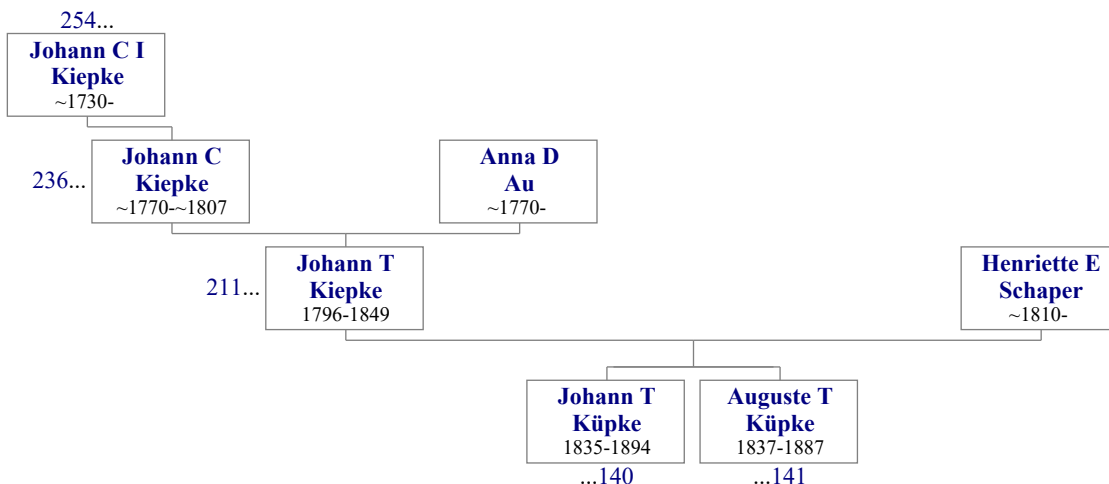 254...
Johann C I
Kiepke
~1730-
236...
Johann C
Kiepke
~1770-~1807
Anna D
Au
~1770-
211...
Johann T
Kiepke
1796-1849
Henriette E
Schaper
~1810-
Johann T
Küpke
1835-1894
...140
Auguste T
Küpke
1837-1887
...141